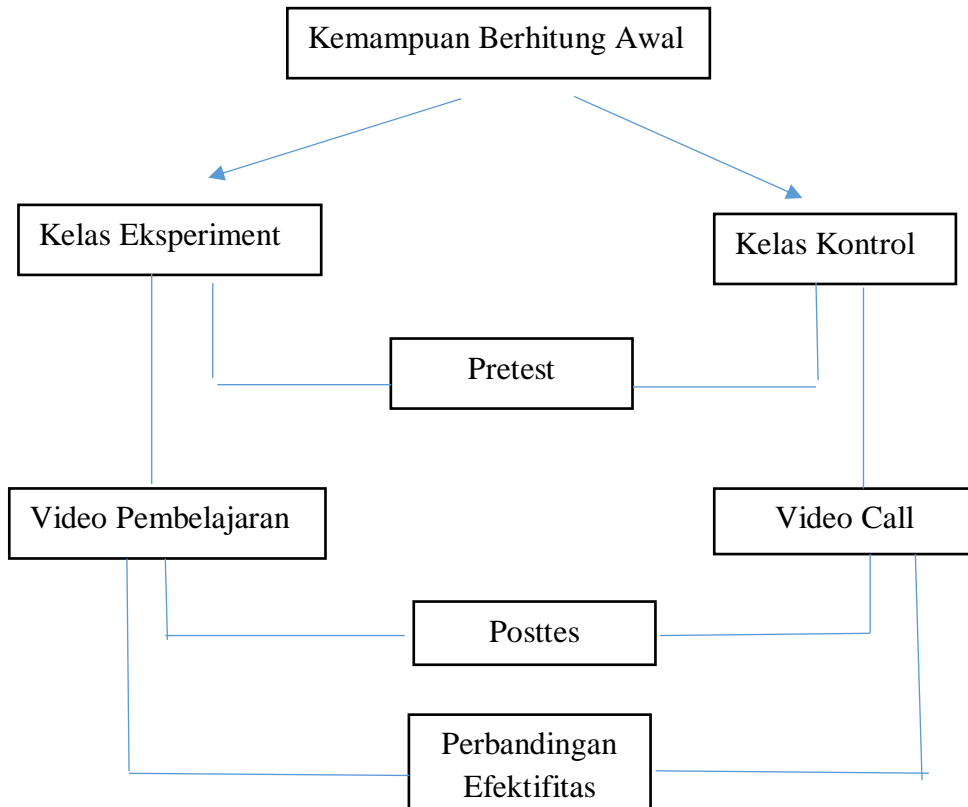 Kemampuan Berhitung Awal
Kelas Eksperiment
Kelas Kontrol
Pretest
Video Pembelajaran
Video Call
Posttes
Perbandingan
Efektifitas